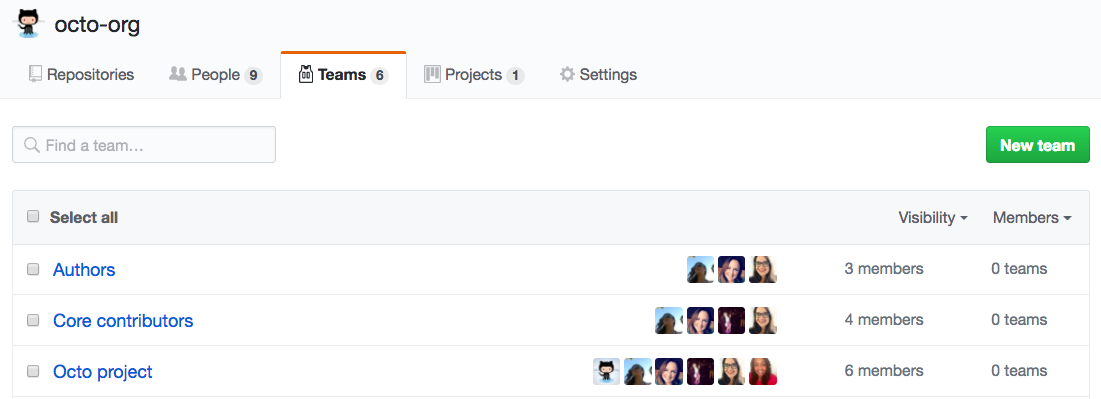 octo-org
Repositories People 9 Teams 6 Projects 1 Settings
Find a team... New team
Select all Visibility Members
Authors 3 members 0 teams
Core contributors 4 members 0 teams
Octo project 6 members 0 teams